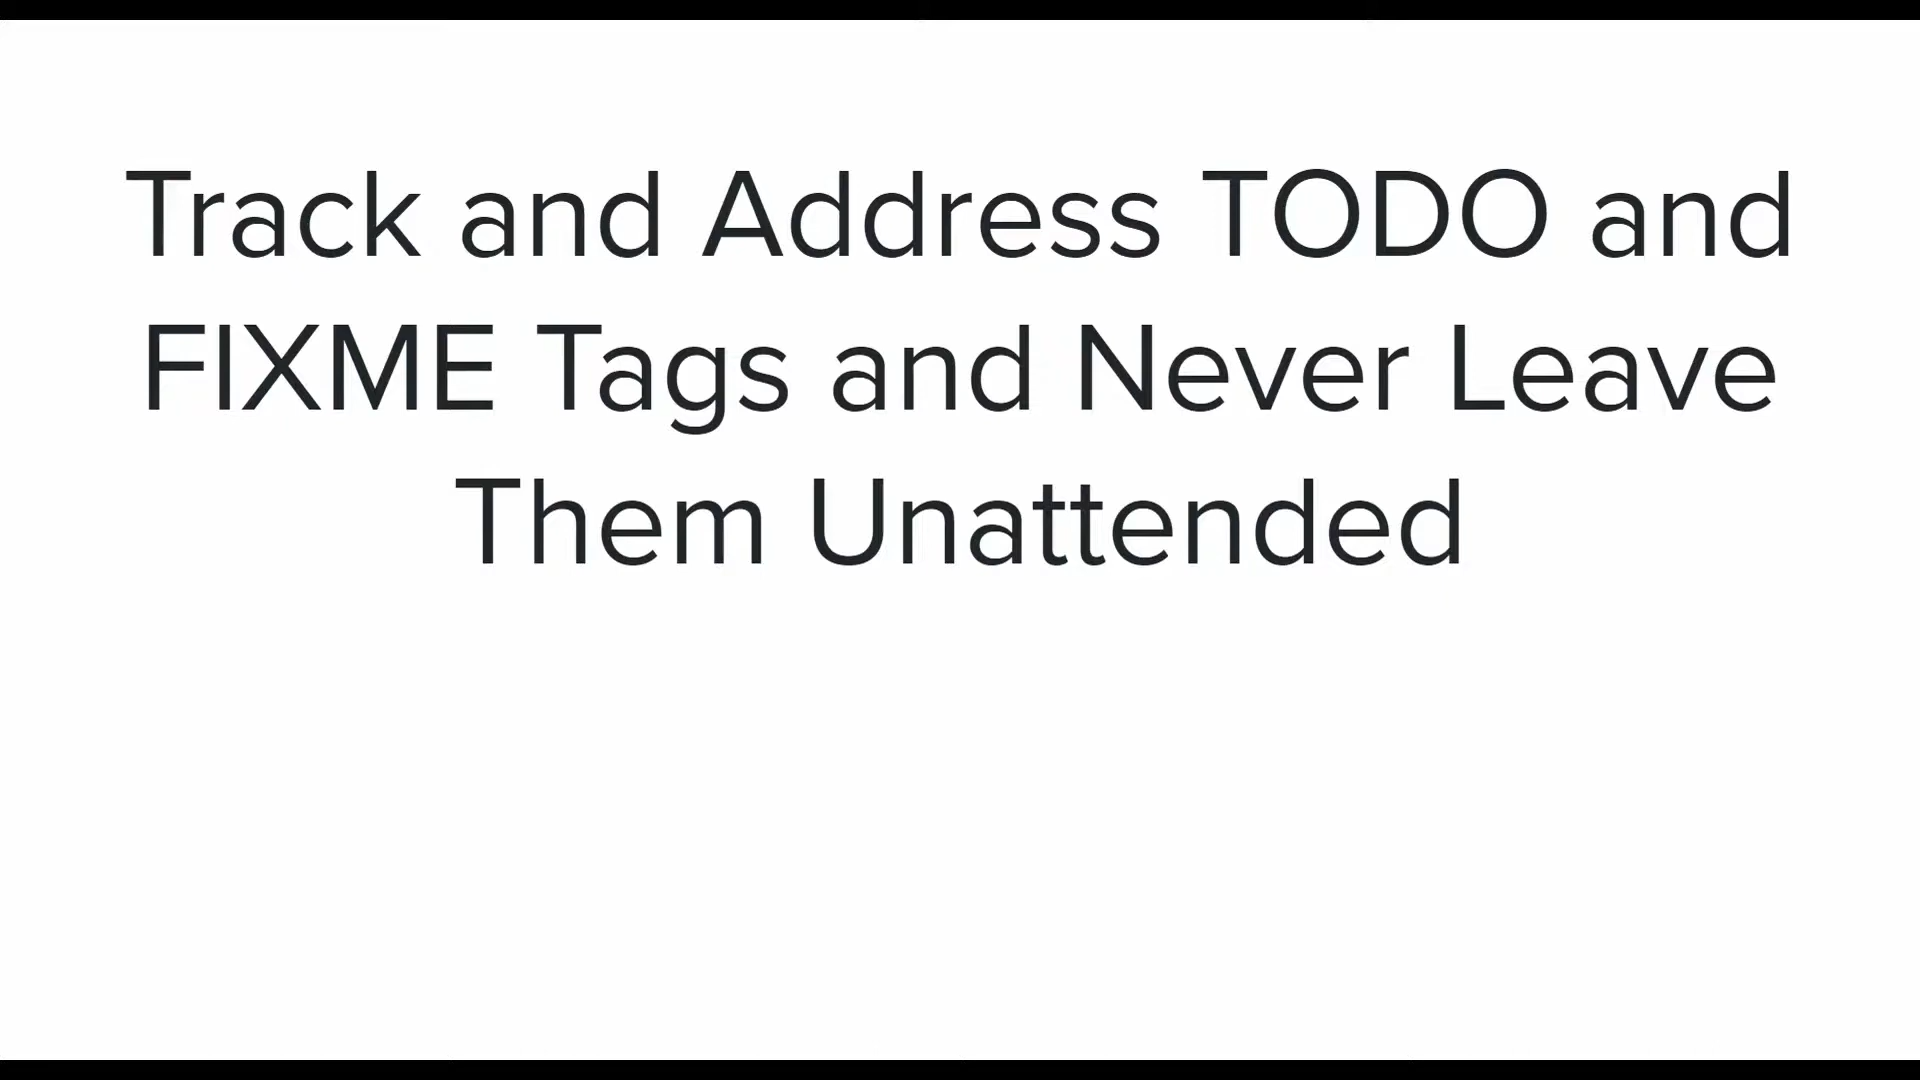 Track and Address TODO and
FIXME Tags and Never Leave
Them Unattended